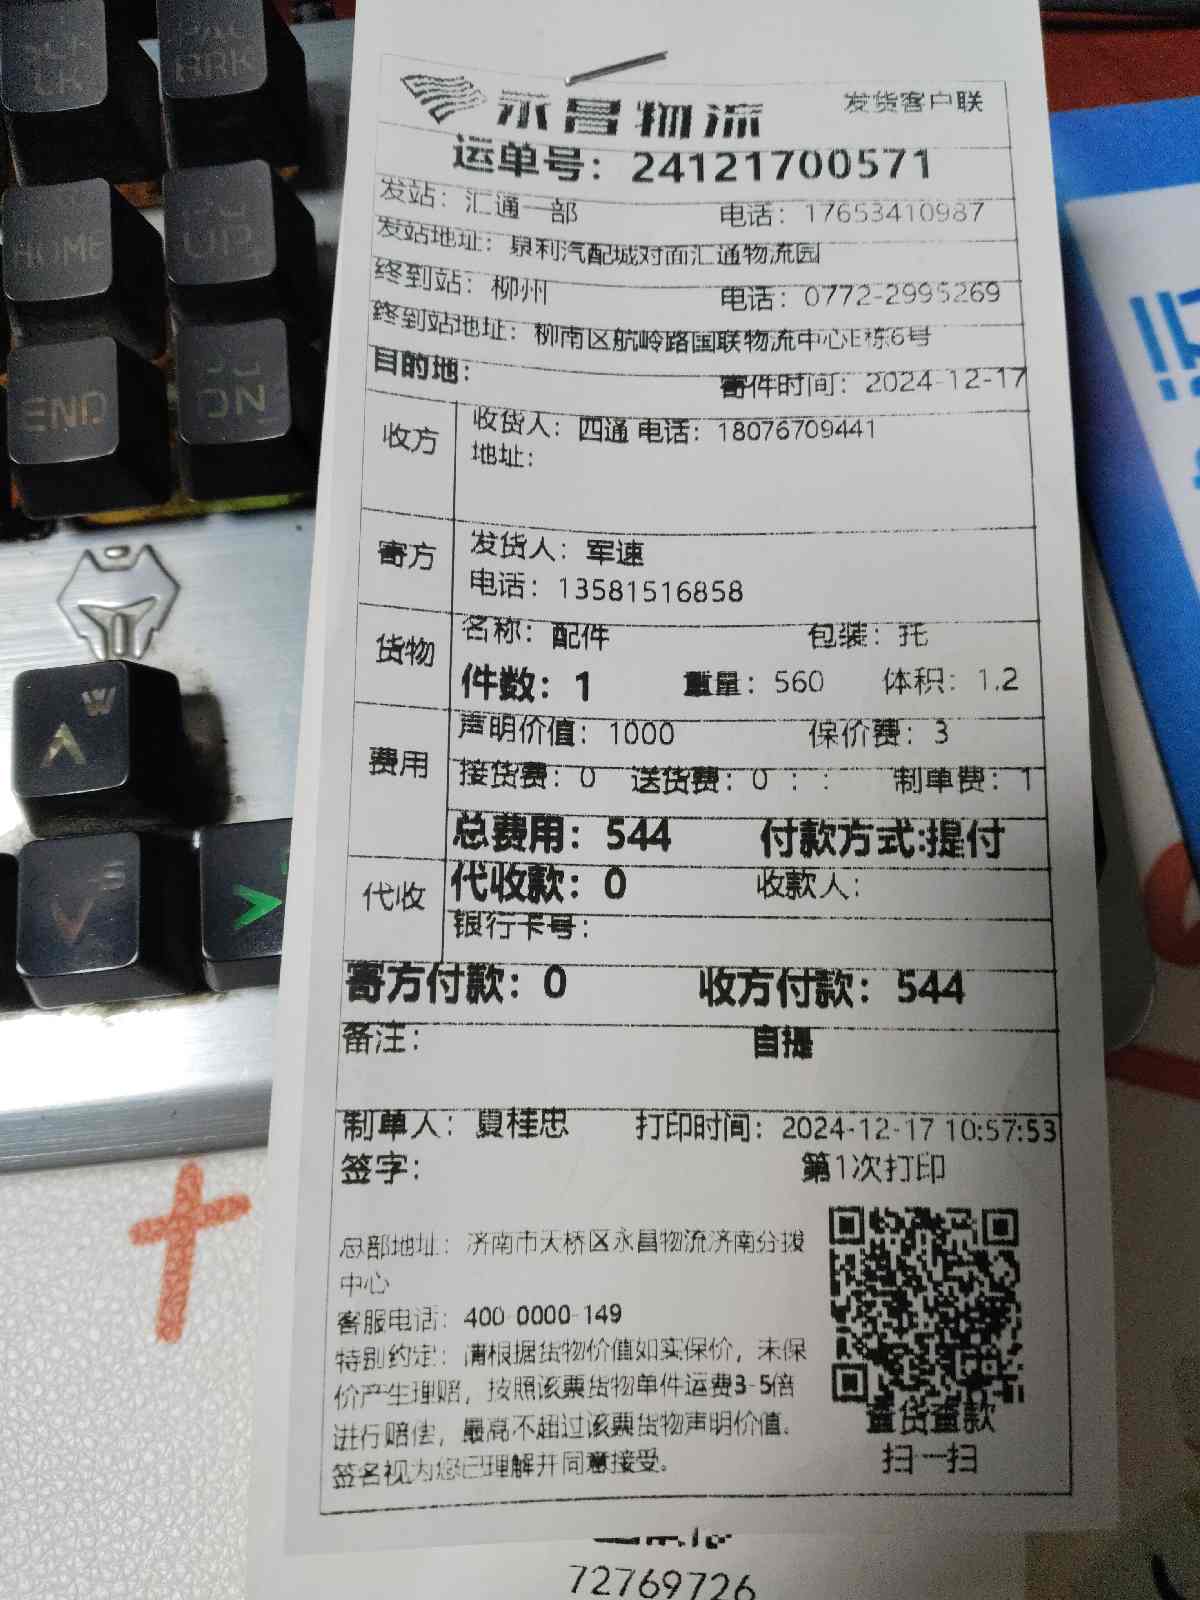 PAU
BRK
HOME
UP
END
DN
W
S
永昌物流 发货客户联
运单号：24121700571
发站：汇通一部 电话：17653410987
发站地址：泉利汽配城对面汇通物流园
终到站：柳州 电话：0772-2995269
终到站地址：柳南区航岭路国联物流中心E栋6号
目的地： 寄件时间：2024-12-17
收方 收货人：四通 电话：18076709441
地址：
寄方 发货人：军速
电话：13581516858
货物 名称：配件 包装：托
件数：1 重量：560 体积：1.2
费用 声明价值：1000 保价费：3
接货费：0 送货费：0 ：： 制单费：1
总费用：544 付款方式:提付
代收 代收款：0 收款人：
银行卡号：
寄方付款：0 收方付款：544
备注： 自提
制单人：夏桂忠 打印时间：2024-12-17 10:57:53
签字： 第1次打印
总部地址：济南市天桥区永昌物流济南分拨
中心
客服电话：400-0000-149
特别约定：请根据货物价值如实保价，未保
价产生理赔，按照该票货物单件运费3-5倍
进行赔偿，最高不超过该票货物声明价值。
签名视为您已理解并同意接受。
查货查款
扫一扫
72769726